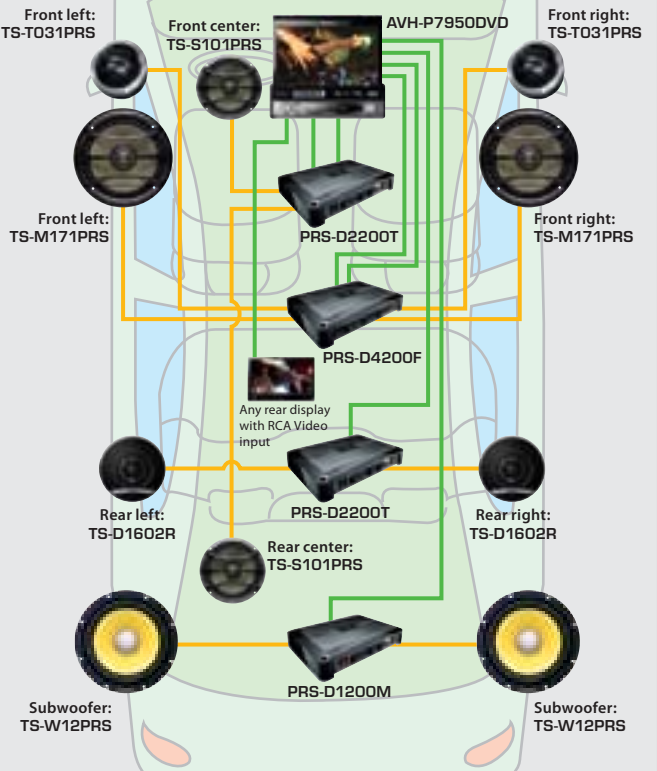 Front left:
TS-T031PRS
Front center:
TS-S101PRS
AVH-P7950DVD
Front right:
TS-T031PRS
Front left:
TS-M171PRS
PRS-D2200T
Front right:
TS-M171PRS
PRS-D4200F
Any rear display
with RCA Video
input
Rear left:
TS-D1602R
PRS-D2200T
Rear right:
TS-D1602R
Rear center:
TS-S101PRS
PRS-D1200M
Subwoofer:
TS-W12PRS
Subwoofer:
TS-W12PRS